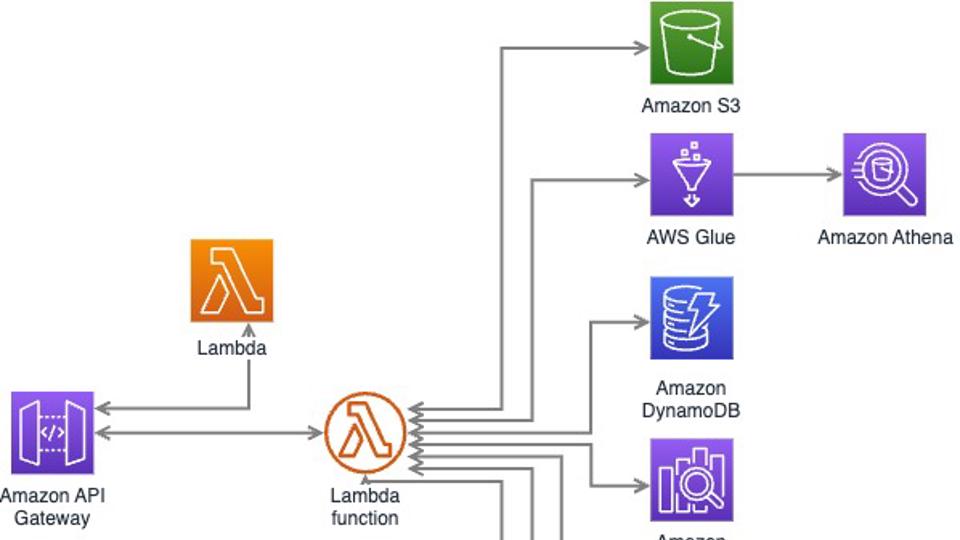 Amazon S3
AWS Glue
Amazon Athena
Lambda
Amazon
DynamoDB
</>
Amazon API
Gateway
Lambda
function
Amazon